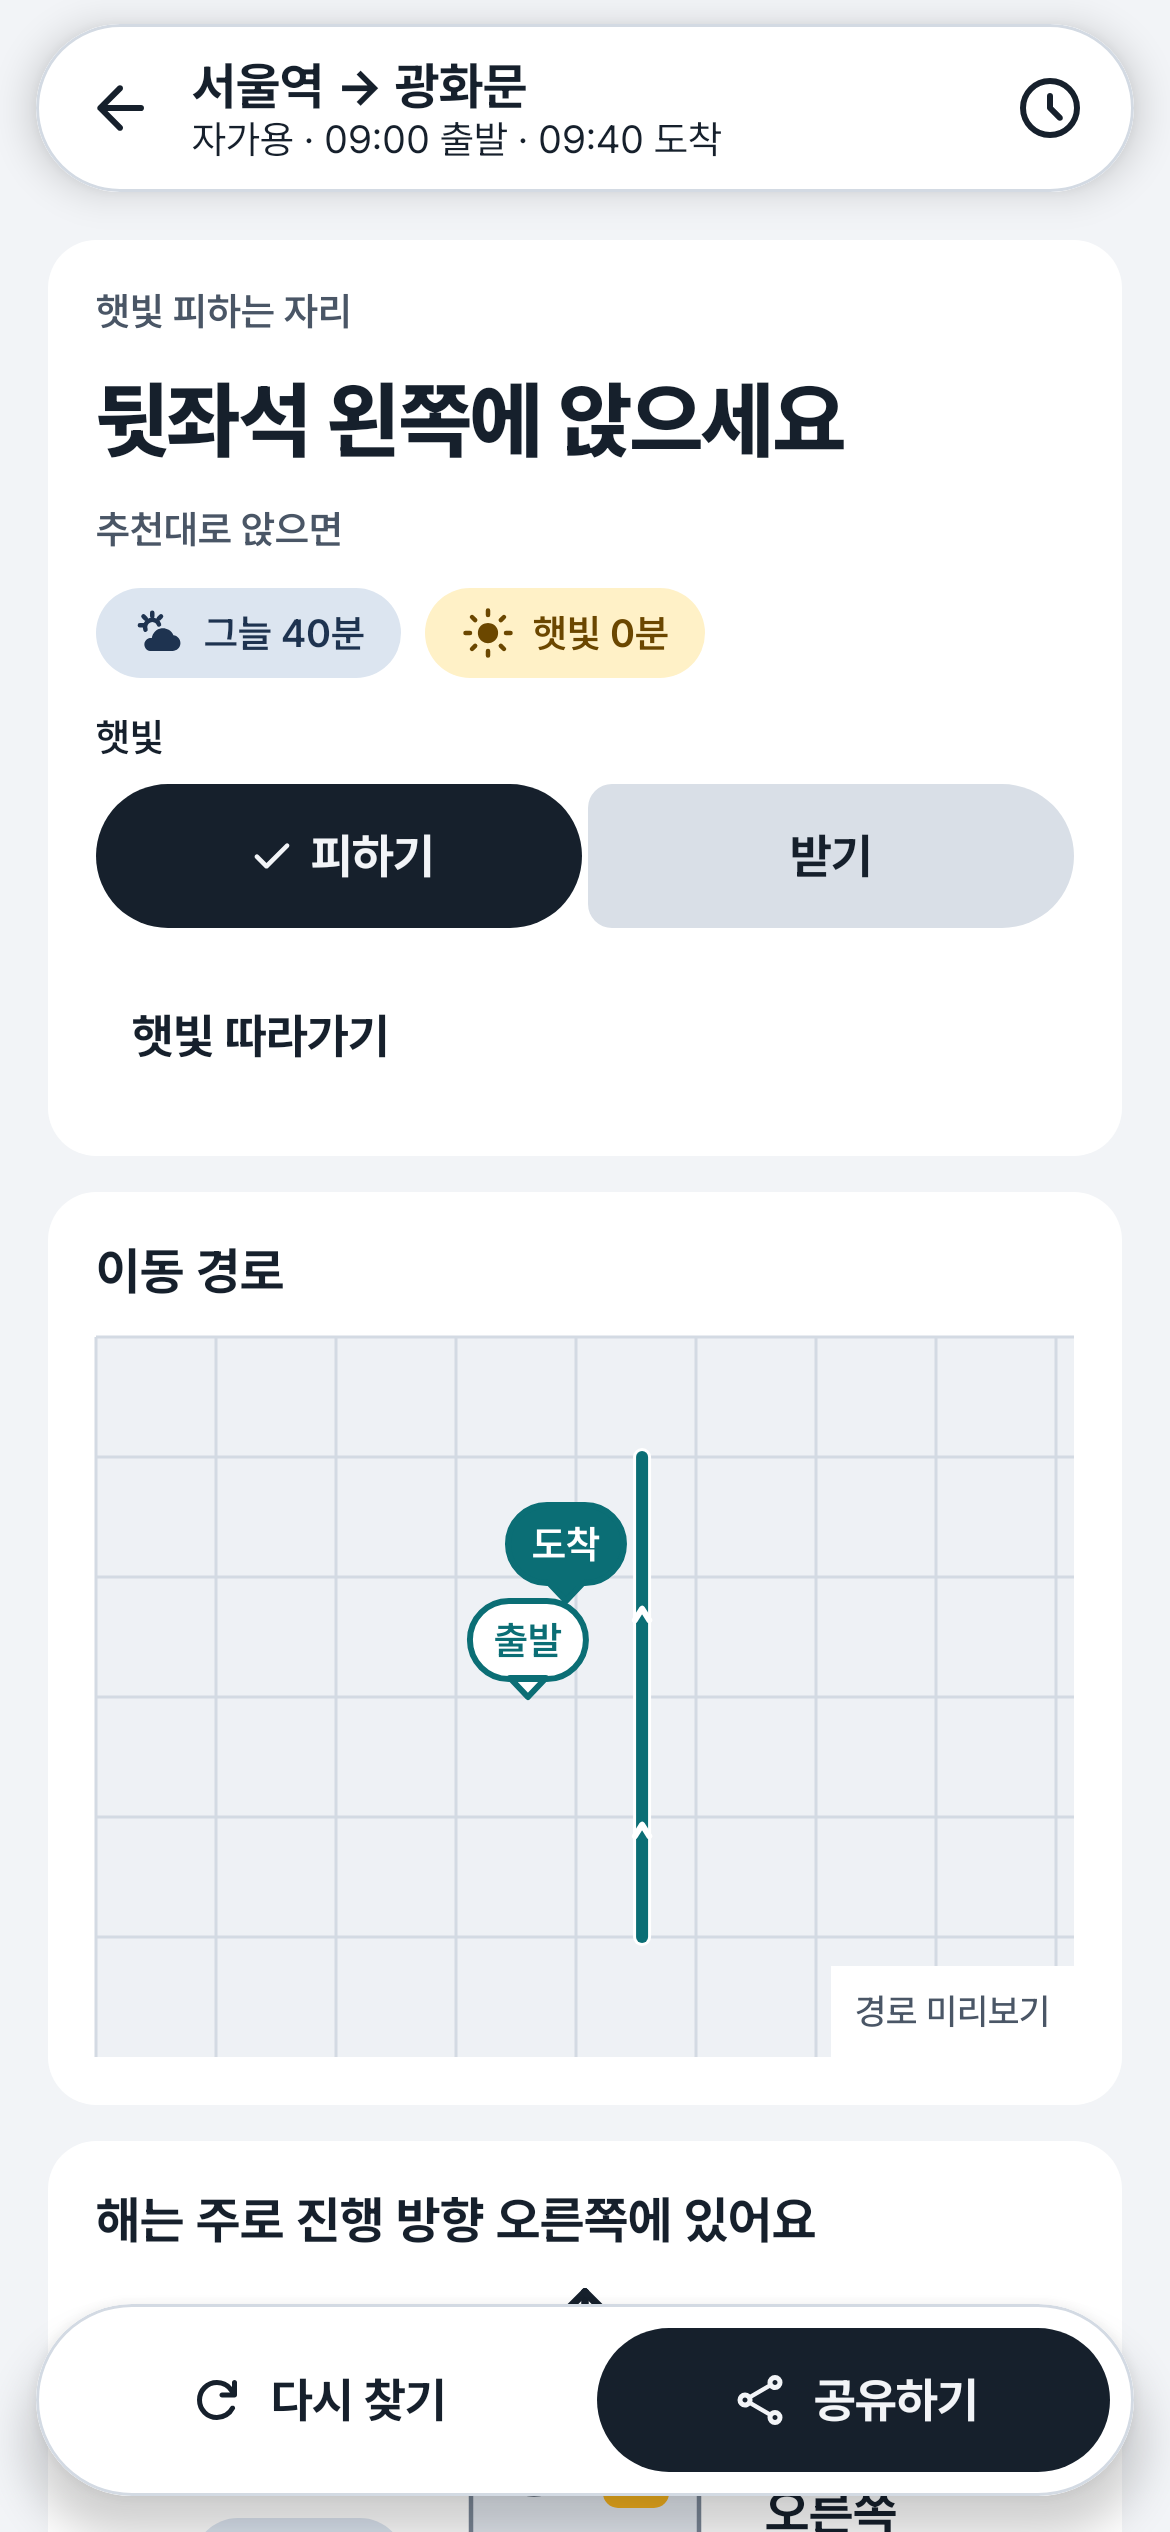 서울역 → 광화문
자가용 · 09:00 출발 · 09:40 도착
햇빛 피하는 자리
뒷좌석 왼쪽에 앉으세요
추천대로 앉으면
그늘 40분
햇빛 0분
햇빛
피하기
받기
햇빛 따라가기
이동 경로
도착
출발
경로 미리보기
해는 주로 진행 방향 오른쪽에 있어요
다시 찾기
공유하기
오른쪽